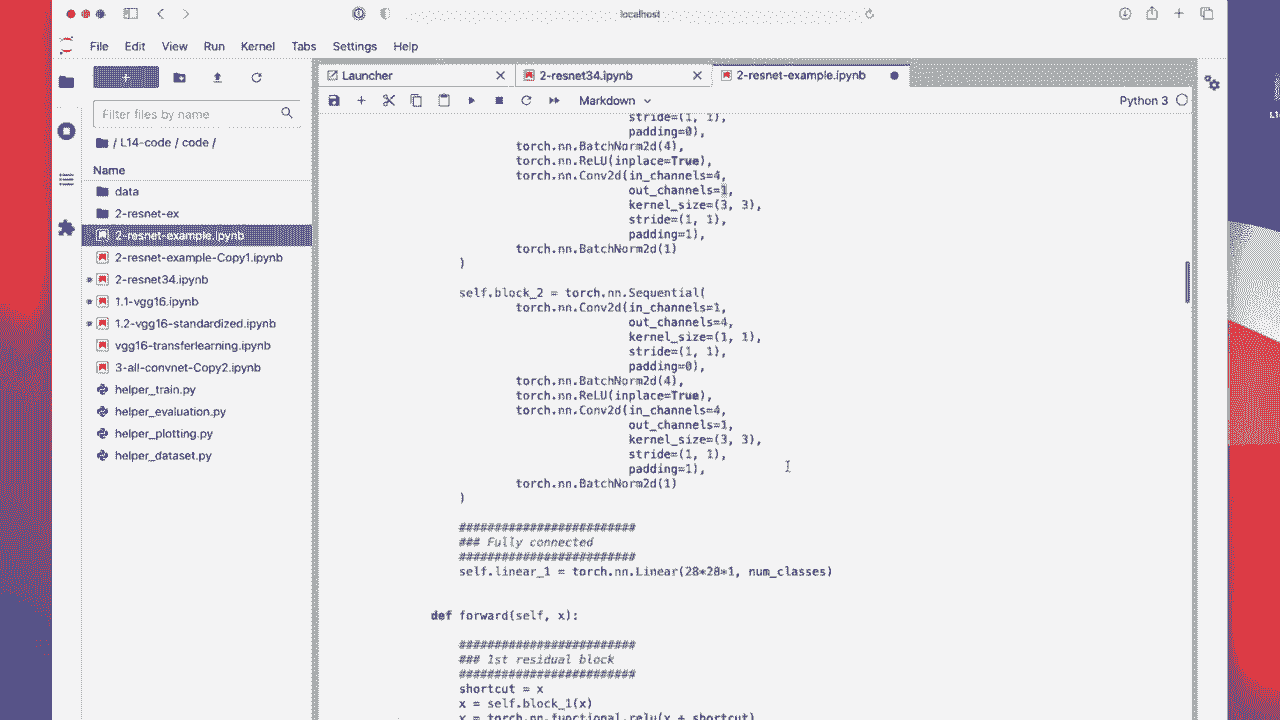 localhost
File Edit View Run Kernel Tabs Settings Help
Launcher
2-resnet34.ipynb
2-resnet-example.ipynb
Markdown
Python 3
Filter files by name
/ L14-code / code /
Name
data
2-resnet-ex
2-resnet-example.ipynb
2-resnet-example-Copy1.ipynb
2-resnet34.ipynb
1.1-vgg16.ipynb
1.2-vgg16-standardized.ipynb
vgg16-transferlearning.ipynb
3-all-convnet-Copy2.ipynb
helper_train.py
helper_evaluation.py
helper_plotting.py
helper_dataset.py
stride=(1, 1),
padding=0),
torch.nn.BatchNorm2d(4),
torch.nn.ReLU(inplace=True),
torch.nn.Conv2d(in_channels=4,
out_channels=1,
kernel_size=(3, 3),
stride=(1, 1),
padding=1),
torch.nn.BatchNorm2d(1)
)
self.block_2 = torch.nn.Sequential(
torch.nn.Conv2d(in_channels=1,
out_channels=4,
kernel_size=(1, 1),
stride=(1, 1),
padding=0),
torch.nn.BatchNorm2d(4),
torch.nn.ReLU(inplace=True),
torch.nn.Conv2d(in_channels=4,
out_channels=1,
kernel_size=(3, 3),
stride=(1, 1),
padding=1),
torch.nn.BatchNorm2d(1)
)
#########################
### Fully connected
#########################
self.linear_1 = torch.nn.Linear(28*28*1, num_classes)
def forward(self, x):
#########################
### 1st residual block
#########################
shortcut = x
x = self.block_1(x)
x = torch.nn.functional.relu(x + shortcut)